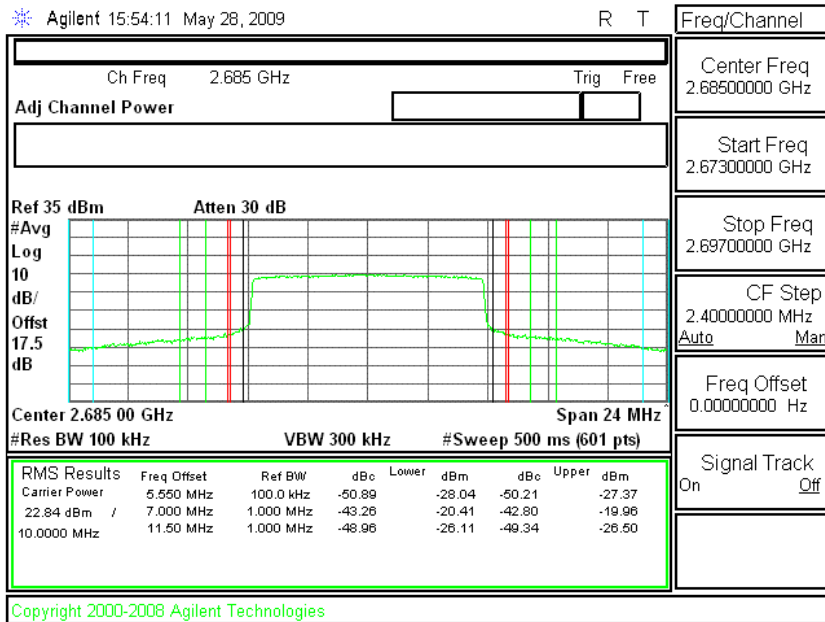 Agilent 15:54:11 May 28, 2009 R T
Ch Freq 2.685 GHz Trig Free
Adj Channel Power
Ref 35 dBm Atten 30 dB
#Avg
Log
10
dB/
Offst
17.5
dB
Center 2.685 00 GHz Span 24 MHz^
#Res BW 100 kHz VBW 300 kHz #Sweep 500 ms (601 pts)
RMS Results Freq Offset Ref BW dBc Lower dBm dBc Upper dBm
Carrier Power 5.550 MHz 100.0 kHz -50.89 -28.04 -50.21 -27.37
22.84 dBm / 7.000 MHz 1.000 MHz -43.26 -20.41 -42.80 -19.96
10.0000 MHz 11.50 MHz 1.000 MHz -48.96 -26.11 -49.34 -26.50
Copyright 2000-2008 Agilent Technologies
Freq/Channel
Center Freq
2.68500000 GHz
Start Freq
2.67300000 GHz
Stop Freq
2.69700000 GHz
CF Step
2.40000000 MHz
Auto Man
Freq Offset
0.00000000 Hz
Signal Track
On Off